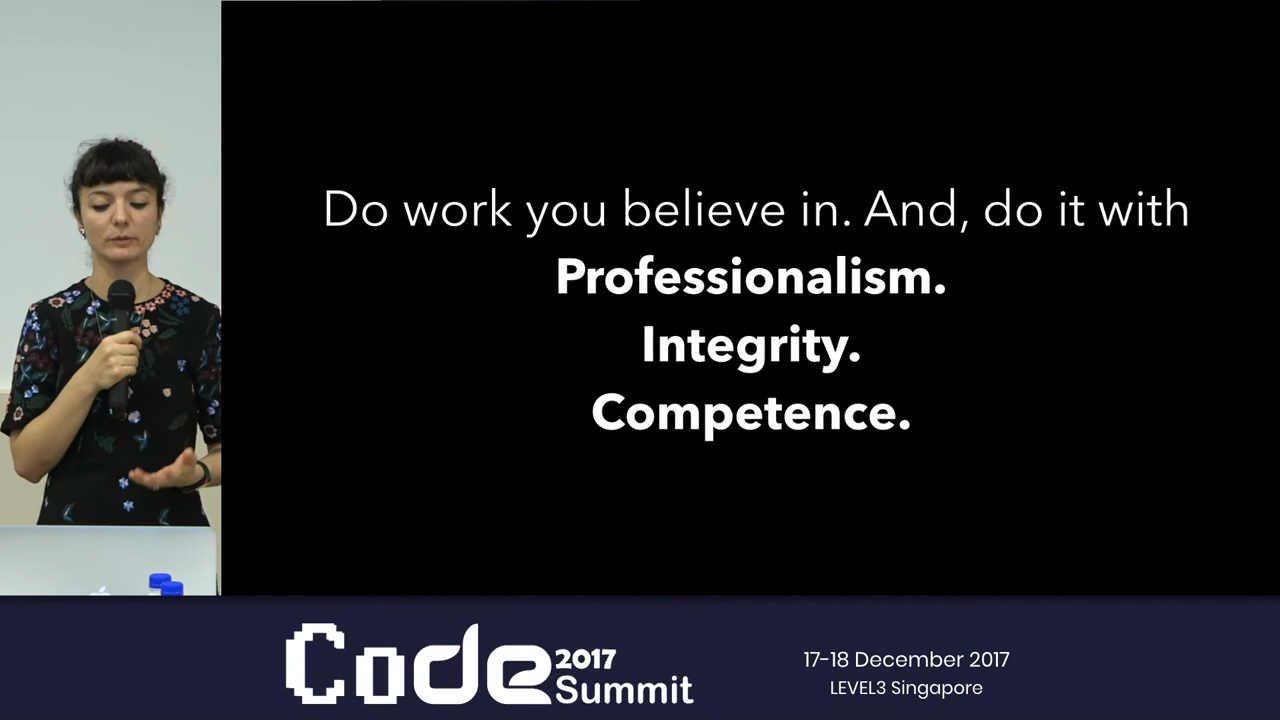 Do work you believe in. And, do it with
Professionalism.
Integrity.
Competence.
Code
2017
Summit
17-18 December 2017
LEVEL3 Singapore